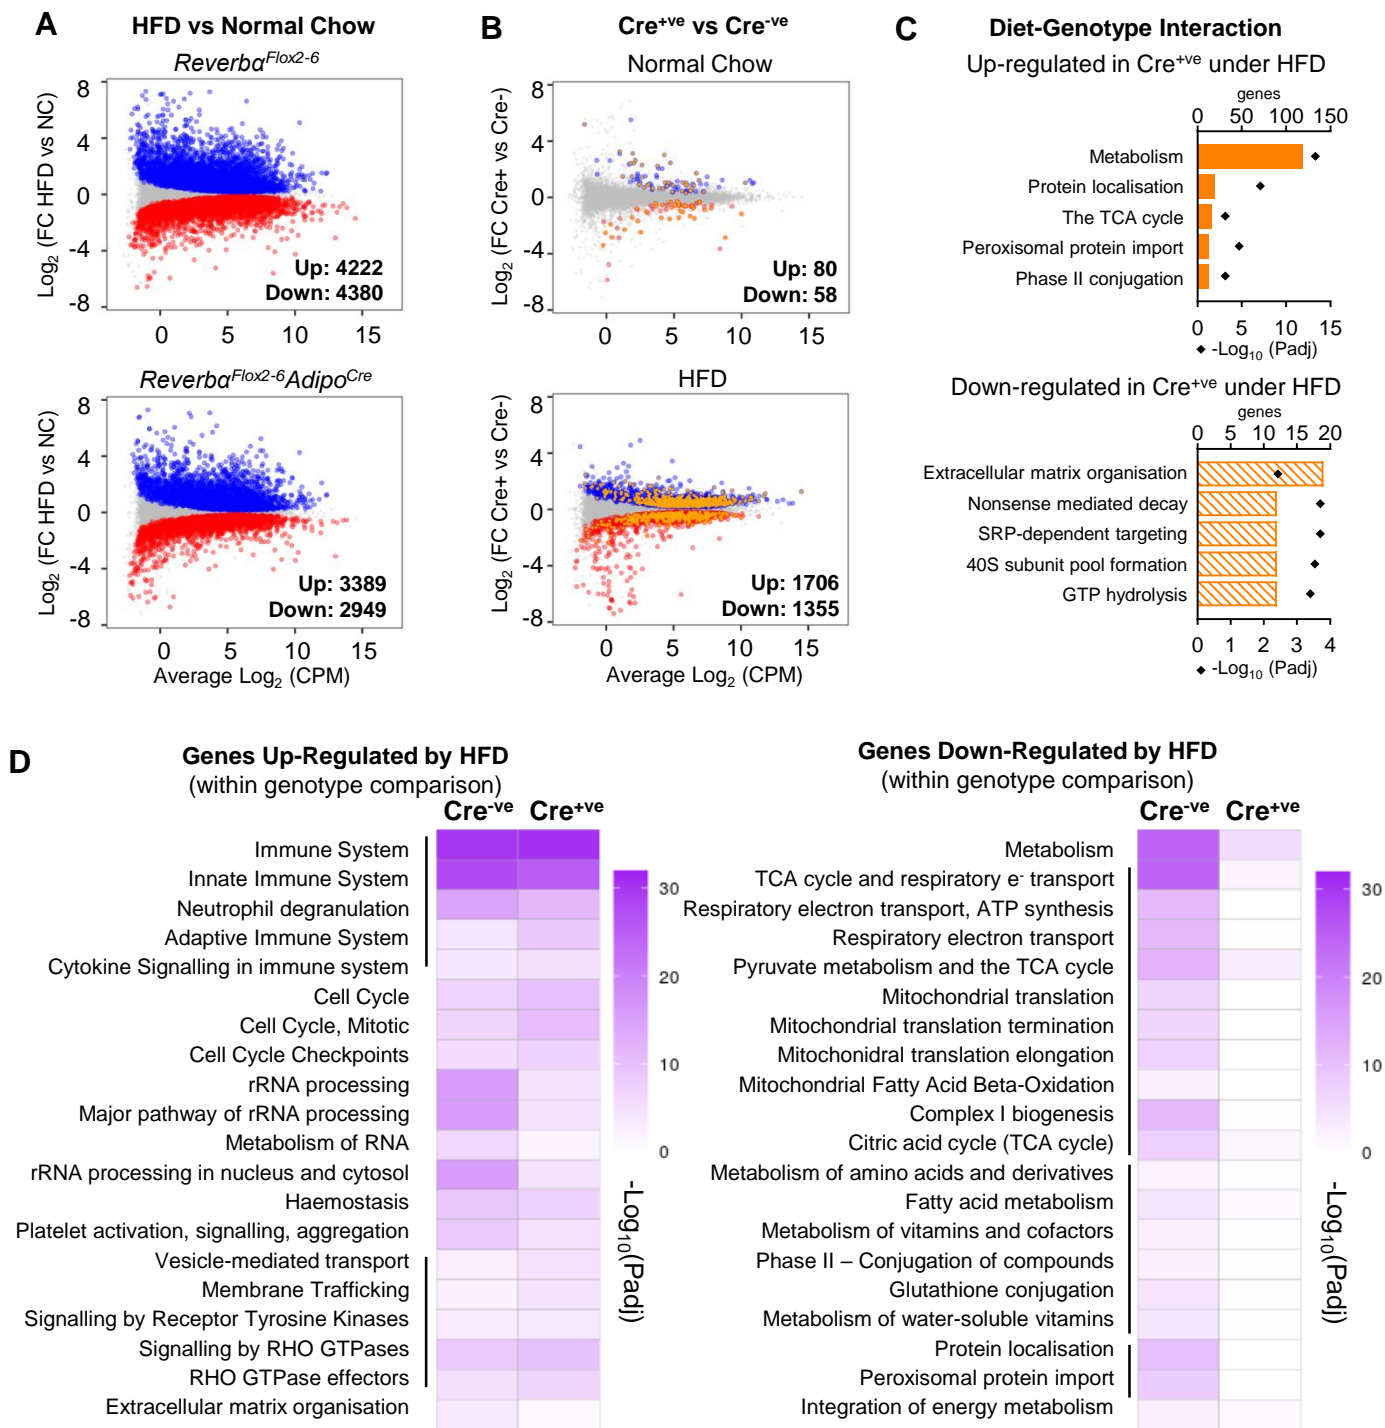 A
HFD vs Normal Chow
Reverbα^Flox2-6
Log₂ (FC HFD vs NC)
8
4
0
-4
-8
Up: 4222
Down: 4380
0 5 10 15
Reverbα^Flox2-6Adipo^Cre
Log₂ (FC HFD vs NC)
8
4
0
-4
-8
Up: 3389
Down: 2949
0 5 10 15
Average Log₂ (CPM)
B
Cre⁺ᵛᵉ vs Cre⁻ᵛᵉ
Normal Chow
Log₂ (FC Cre+ vs Cre-)
8
4
0
-4
-8
Up: 80
Down: 58
0 5 10 15
HFD
Log₂ (FC Cre+ vs Cre-)
8
4
0
-4
-8
Up: 1706
Down: 1355
0 5 10 15
Average Log₂ (CPM)
C
Diet-Genotype Interaction
Up-regulated in Cre⁺ᵛᵉ under HFD
genes
0 50 100 150
Metabolism
Protein localisation
The TCA cycle
Peroxisomal protein import
Phase II conjugation
0 5 10 15
◆ -Log₁₀ (Padj)
Down-regulated in Cre⁺ᵛᵉ under HFD
genes
0 5 10 15 20
Extracellular matrix organisation
Nonsense mediated decay
SRP-dependent targeting
40S subunit pool formation
GTP hydrolysis
0 1 2 3 4
◆ -Log₁₀ (Padj)
D
Genes Up-Regulated by HFD
(within genotype comparison)
Cre⁻ᵛᵉ Cre⁺ᵛᵉ
Immune System
Innate Immune System
Neutrophil degranulation
Adaptive Immune System
Cytokine Signalling in immune system
Cell Cycle
Cell Cycle, Mitotic
Cell Cycle Checkpoints
rRNA processing
Major pathway of rRNA processing
Metabolism of RNA
rRNA processing in nucleus and cytosol
Haemostasis
Platelet activation, signalling, aggregation
Vesicle-mediated transport
Membrane Trafficking
Signalling by Receptor Tyrosine Kinases
Signalling by RHO GTPases
RHO GTPase effectors
Extracellular matrix organisation
30
20
10
0
-Log₁₀(Padj)
Genes Down-Regulated by HFD
(within genotype comparison)
Cre⁻ᵛᵉ Cre⁺ᵛᵉ
Metabolism
TCA cycle and respiratory e⁻ transport
Respiratory electron transport, ATP synthesis
Respiratory electron transport
Pyruvate metabolism and the TCA cycle
Mitochondrial translation
Mitochondrial translation termination
Mitochonidral translation elongation
Mitochondrial Fatty Acid Beta-Oxidation
Complex I biogenesis
Citric acid cycle (TCA cycle)
Metabolism of amino acids and derivatives
Fatty acid metabolism
Metabolism of vitamins and cofactors
Phase II – Conjugation of compounds
Glutathione conjugation
Metabolism of water-soluble vitamins
Protein localisation
Peroxisomal protein import
Integration of energy metabolism
30
20
10
0
-Log₁₀(Padj)